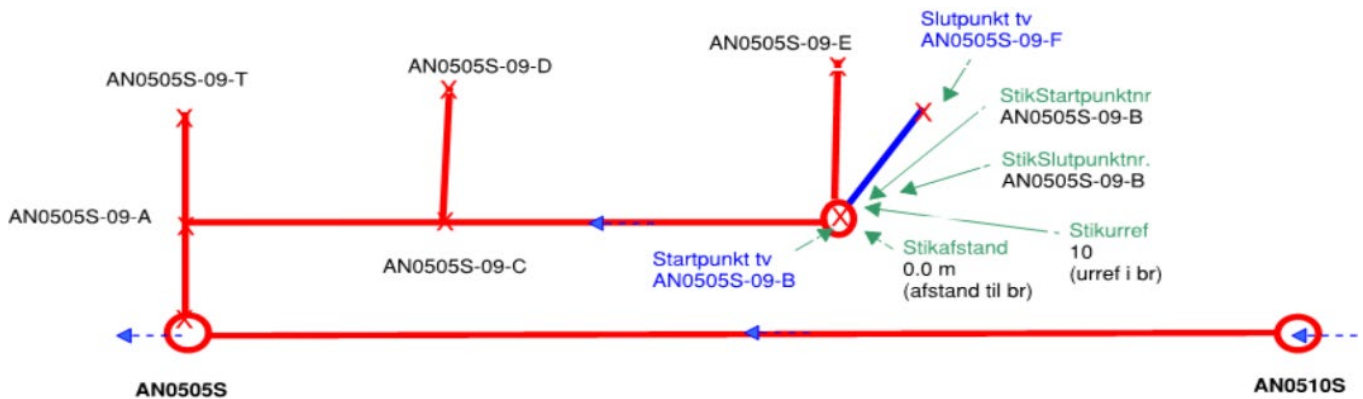 Slutpunkt tv
AN0505S-09-F
AN0505S-09-E
AN0505S-09-D
AN0505S-09-T
StikStartpunktnr
AN0505S-09-B
StikSlutpunktnr.
AN0505S-09-B
AN0505S-09-A
Stikurref
10
(urref i br)
Stikafstand
0.0 m
(afstand til br)
Startpunkt tv
AN0505S-09-B
AN0505S-09-C
AN0505S
AN0510S